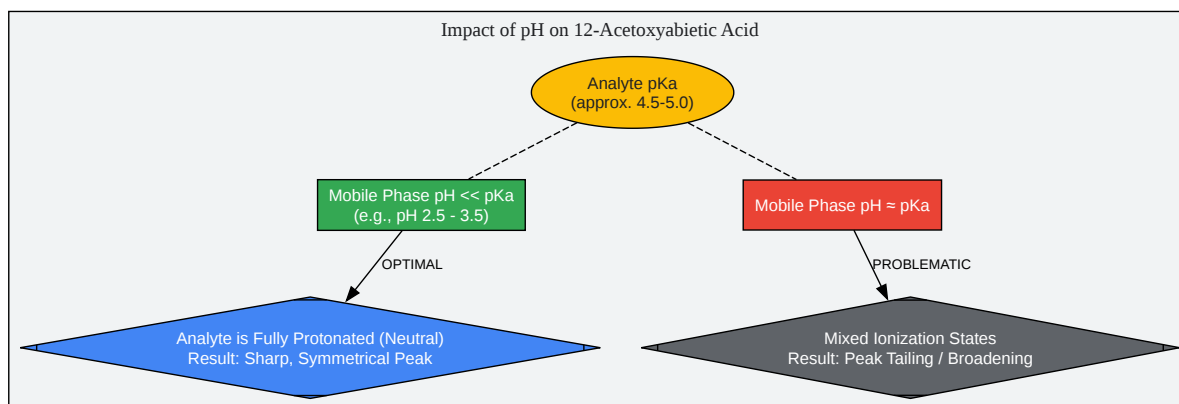 Impact of pH on 12-Acetoxyabietic Acid
Analyte pKa
(approx. 4.5-5.0)
Mobile Phase pH << pKa
(e.g., pH 2.5 - 3.5)
Mobile Phase pH ≈ pKa
OPTIMAL
PROBLEMATIC
Analyte is Fully Protonated (Neutral)
Result: Sharp, Symmetrical Peak
Mixed Ionization States
Result: Peak Tailing / Broadening